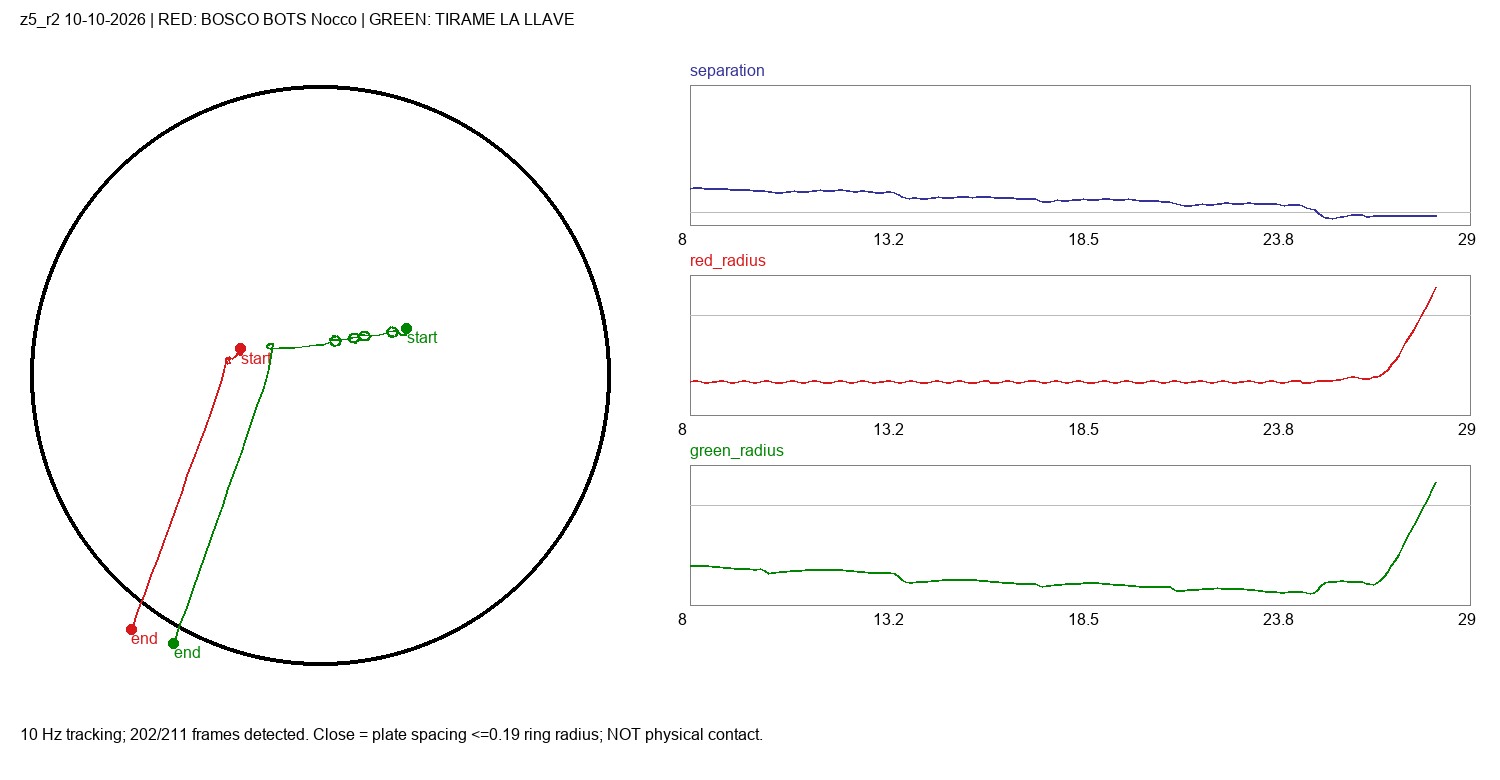 z5_r2 10-10-2026 | RED: BOSCO BOTS Nocco | GREEN: TIRAME LA LLAVE
separation
8 13.2 18.5 23.8 29
red_radius
8 13.2 18.5 23.8 29
green_radius
8 13.2 18.5 23.8 29
start
start
end
end
10 Hz tracking; 202/211 frames detected. Close = plate spacing <=0.19 ring radius; NOT physical contact.